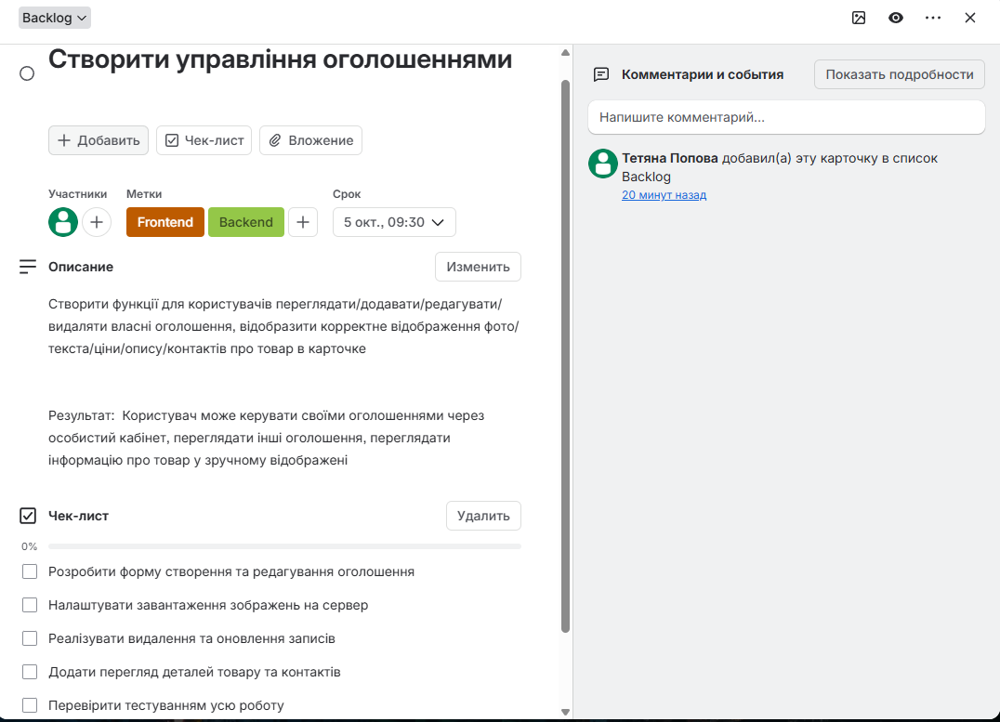 Backlog
Створити управління оголошеннями
Добавить
Чек-лист
Вложение
Участники
Метки
Срок
Frontend
Backend
5 окт., 09:30
Описание
Изменить
Створити функції для користувачів переглядати/додавати/редагувати/
видаляти власні оголошення, відобразити корректне відображення фото/
текста/ціни/опису/контактів про товар в карточке
Результат:  Користувач може керувати своїми оголошеннями через
особистий кабінет, переглядати інші оголошення, переглядати
інформацію про товар у зручному відображені
Чек-лист
Удалить
0%
Розробити форму створення та редагування оголошення
Налаштувати завантаження зображень на сервер
Реалізувати видалення та оновлення записів
Додати перегляд деталей товару та контактів
Перевірити тестуванням усю роботу
Комментарии и события
Показать подробности
Напишите комментарий...
Тетяна Попова добавил(а) эту карточку в список
Backlog
20 минут назад